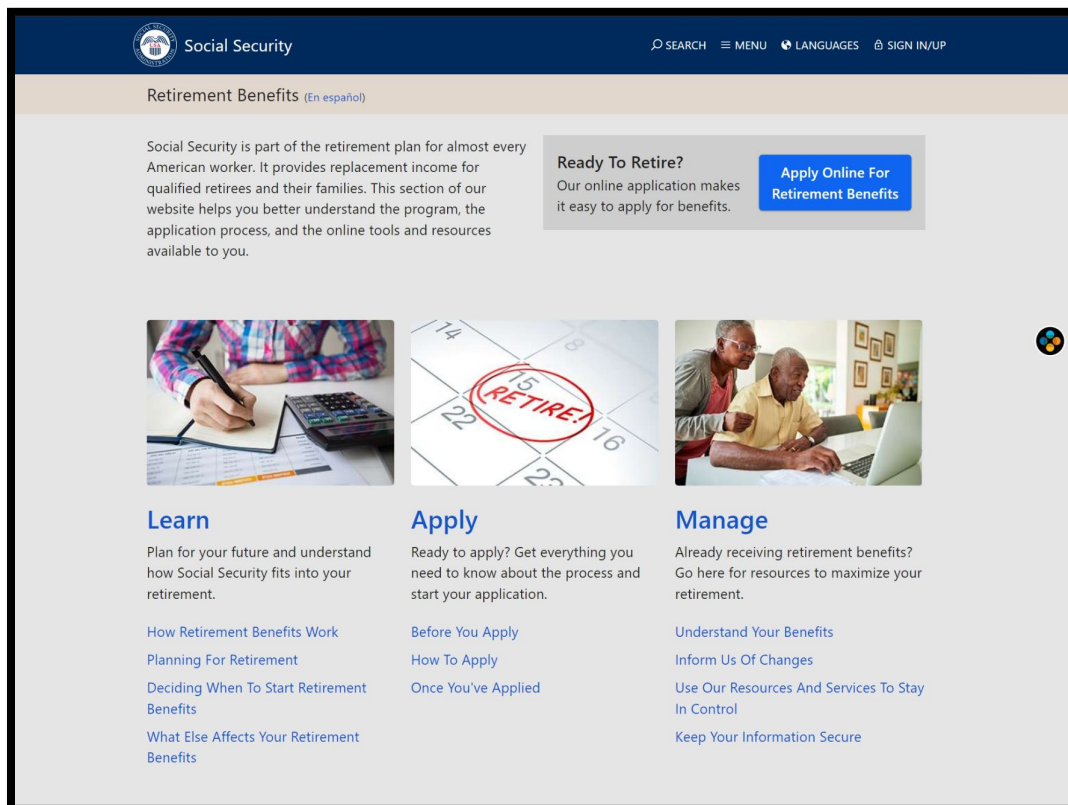 Social Security
SEARCH
MENU
LANGUAGES
SIGN IN/UP
Retirement Benefits (En español)
Social Security is part of the retirement plan for almost every
American worker. It provides replacement income for
qualified retirees and their families. This section of our
website helps you better understand the program, the
application process, and the online tools and resources
available to you.
Ready To Retire?
Our online application makes
it easy to apply for benefits.
Apply Online For
Retirement Benefits
14
8
15
RETIRE!
22
16
23
Learn
Plan for your future and understand
how Social Security fits into your
retirement.
How Retirement Benefits Work
Planning For Retirement
Deciding When To Start Retirement
Benefits
What Else Affects Your Retirement
Benefits
Apply
Ready to apply? Get everything you
need to know about the process and
start your application.
Before You Apply
How To Apply
Once You've Applied
Manage
Already receiving retirement benefits?
Go here for resources to maximize your
retirement.
Understand Your Benefits
Inform Us Of Changes
Use Our Resources And Services To Stay
In Control
Keep Your Information Secure